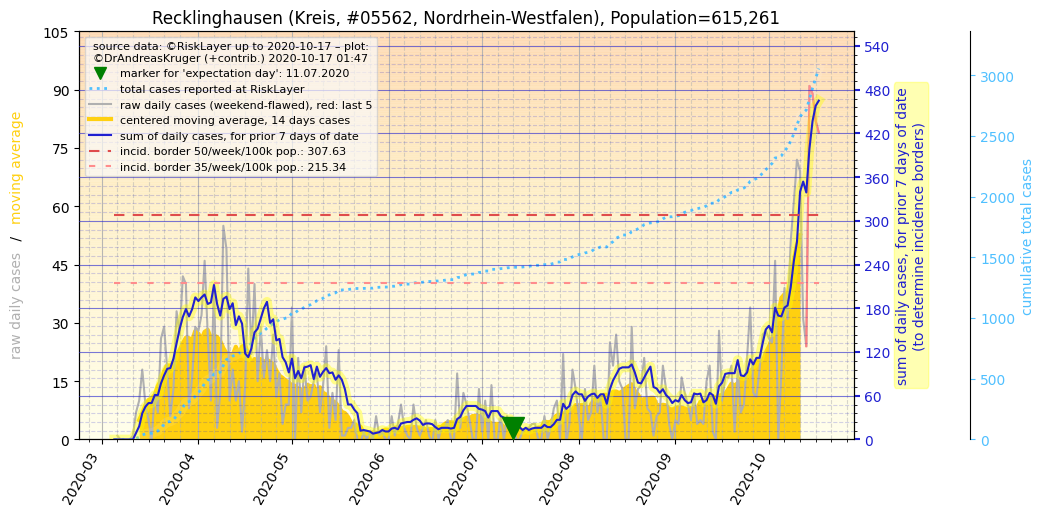 Recklinghausen (Kreis, #05562, Nordrhein-Westfalen), Population=615,261
source data: ©RiskLayer up to 2020-10-17 – plot:
©DrAndreasKruger (+contrib.) 2020-10-17 01:47
marker for 'expectation day': 11.07.2020
total cases reported at RiskLayer
raw daily cases (weekend-flawed), red: last 5
centered moving average, 14 days cases
sum of daily cases, for prior 7 days of date
incid. border 50/week/100k pop.: 307.63
incid. border 35/week/100k pop.: 215.34
raw daily cases / moving average
105
90
75
60
45
30
15
0
2020-03
2020-04
2020-05
2020-06
2020-07
2020-08
2020-09
2020-10
540
480
420
360
300
240
180
120
60
0
sum of daily cases, for prior 7 days of date
(to determine incidence borders)
3000
2500
2000
1500
1000
500
0
cumulative total cases